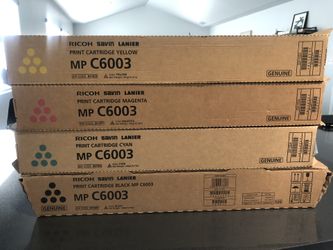 RICOH SAVIN LANIER
PRINT CARTRIDGE YELLOW
MP C6003
GENUINE
RICOH SAVIN LANIER
PRINT CARTRIDGE MAGENTA
MP C6003
GENUINE
RICOH SAVIN LANIER
PRINT CARTRIDGE CYAN
MP C6003
GENUINE
RICOH SAVIN LANIER
PRINT CARTRIDGE BLACK MP C6003
MP C6003
GENUINE